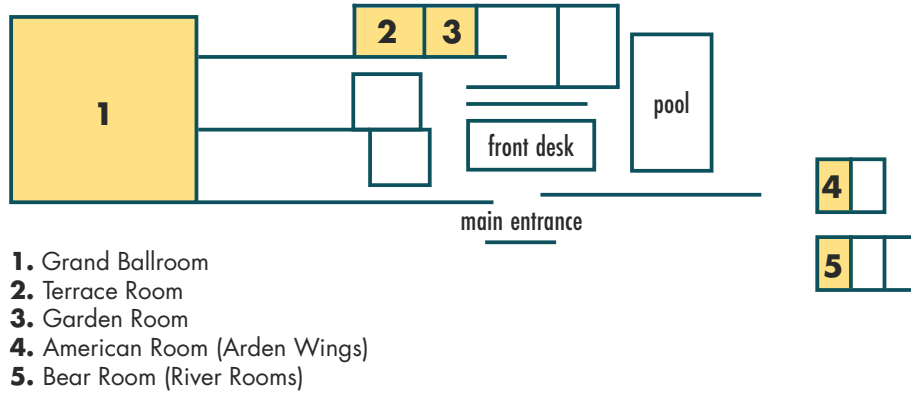 2
3
1
pool
front desk
4
main entrance
5
1. Grand Ballroom
2. Terrace Room
3. Garden Room
4. American Room (Arden Wings)
5. Bear Room (River Rooms)